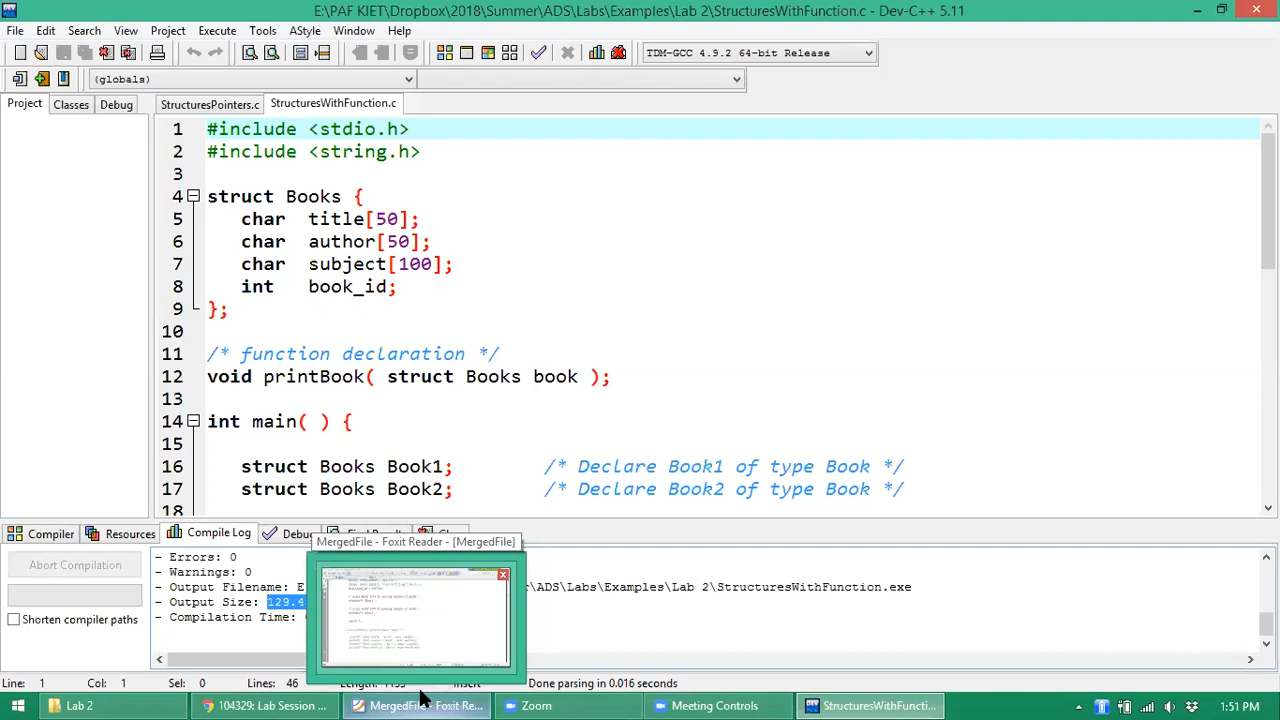 E:\PAF KIET\Dropbox\2018\Summer\ADS\Labs\Examples\Lab 2\StructuresWithFunction.c - Dev-C++ 5.11
File Edit Search View Project Execute Tools AStyle Window Help
TDM-GCC 4.9.2 64-bit Release
(globals)
Project Classes Debug StructuresPointers.c StructuresWithFunction.c
1 #include <stdio.h>
2 #include <string.h>
3
4 struct Books {
5 char title[50];
6 char author[50];
7 char subject[100];
8 int book_id;
9 };
10
11 /* function declaration */
12 void printBook( struct Books book );
13
14 int main( ) {
15
16 struct Books Book1; /* Declare Book1 of type Book */
17 struct Books Book2; /* Declare Book2 of type Book */
18
Compiler Resources Compile Log Debu
MergedFile - Foxit Reader - [MergedFile]
Abort Compilation
Shorten compiler paths
- Errors: 0
- Warnings: 0
- Output Filename: E \ADS\Labs\Examples\Lab 2\StructuresWithFunction.exe
- Output Size: 129.4
- Compilation Time:
Line: 1 Col: 1 Sel: 0 Lines: 46 Insert Done parsing in 0.016 seconds
Lab 2 104329: Lab Session ... MergedFile - Foxit Re... Zoom Meeting Controls StructuresWithFuncti... 1:51 PM